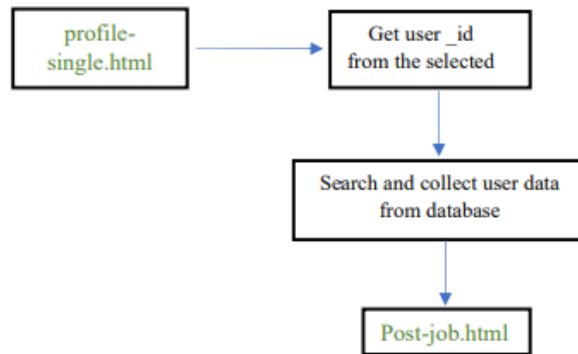 profile-
single.html
Get user _id
from the selected
Search and collect user data
from database
Post-job.html